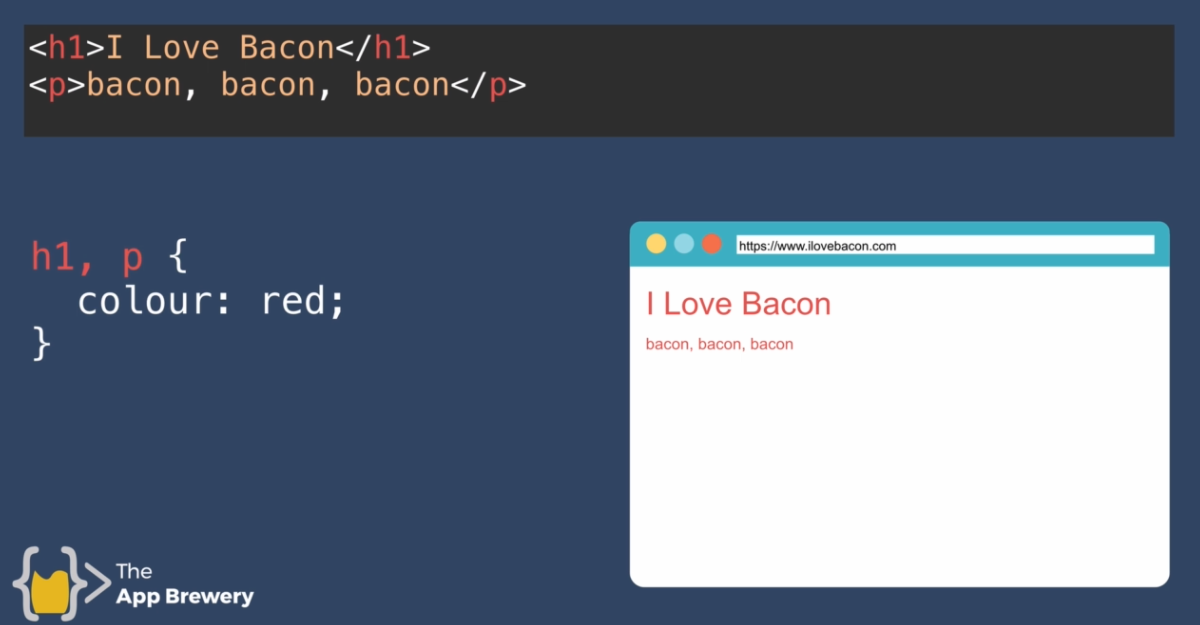 <h1>I Love Bacon</h1>
<p>bacon, bacon, bacon</p>
h1, p {
  colour: red;
}
https://www.ilovebacon.com
I Love Bacon
bacon, bacon, bacon
The
App Brewery